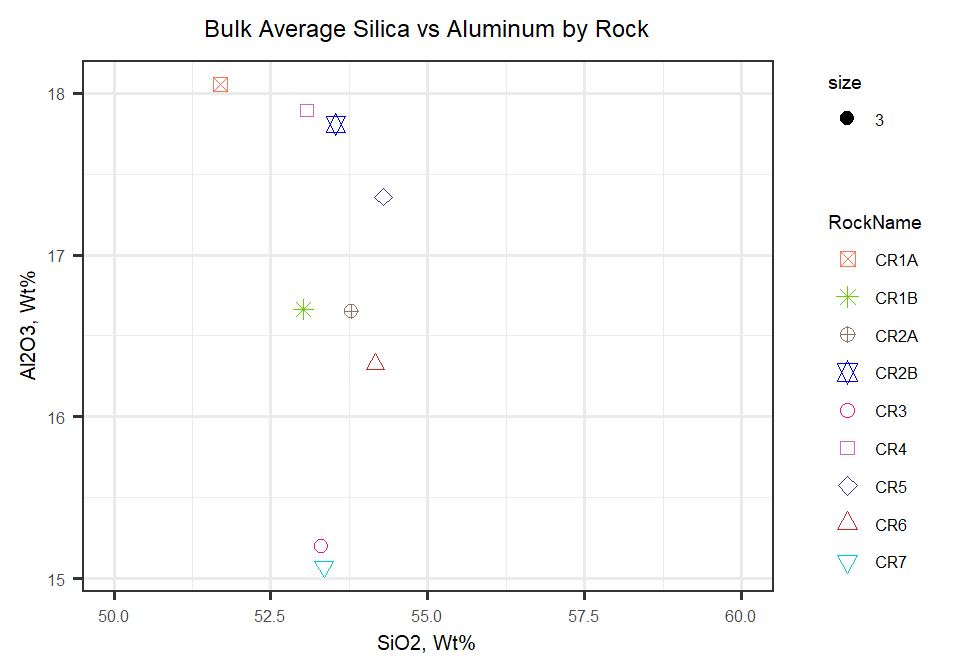 Bulk Average Silica vs Aluminum by Rock
18
17
16
15
Al2O3, Wt%
50.0
52.5
55.0
57.5
60.0
SiO2, Wt%
size
3
RockName
CR1A
CR1B
CR2A
CR2B
CR3
CR4
CR5
CR6
CR7